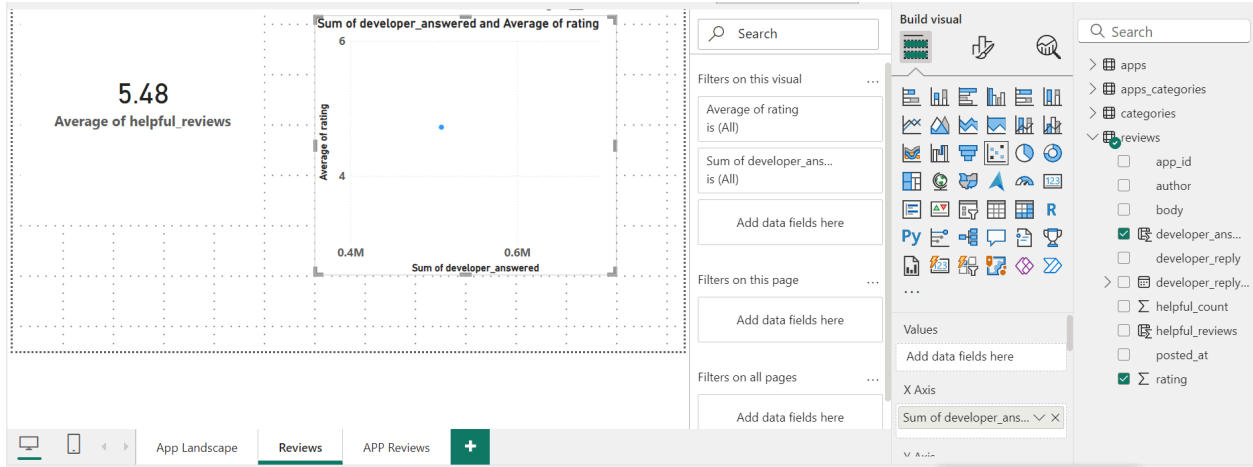 5.48
Average of helpful_reviews
Sum of developer_answered and Average of rating
6
4
Average of rating
0.4M
0.6M
Sum of developer_answered
Search
Filters on this visual
...
Average of rating
is (All)
Sum of developer_ans...
is (All)
Add data fields here
Filters on this page
...
Add data fields here
Filters on all pages
...
Add data fields here
Build visual
123
R
Py
123
...
Values
Add data fields here
X Axis
Sum of developer_ans...
Search
apps
apps_categories
categories
reviews
app_id
author
body
developer_ans...
developer_reply
developer_reply...
helpful_count
helpful_reviews
posted_at
rating
App Landscape
Reviews
APP Reviews
+